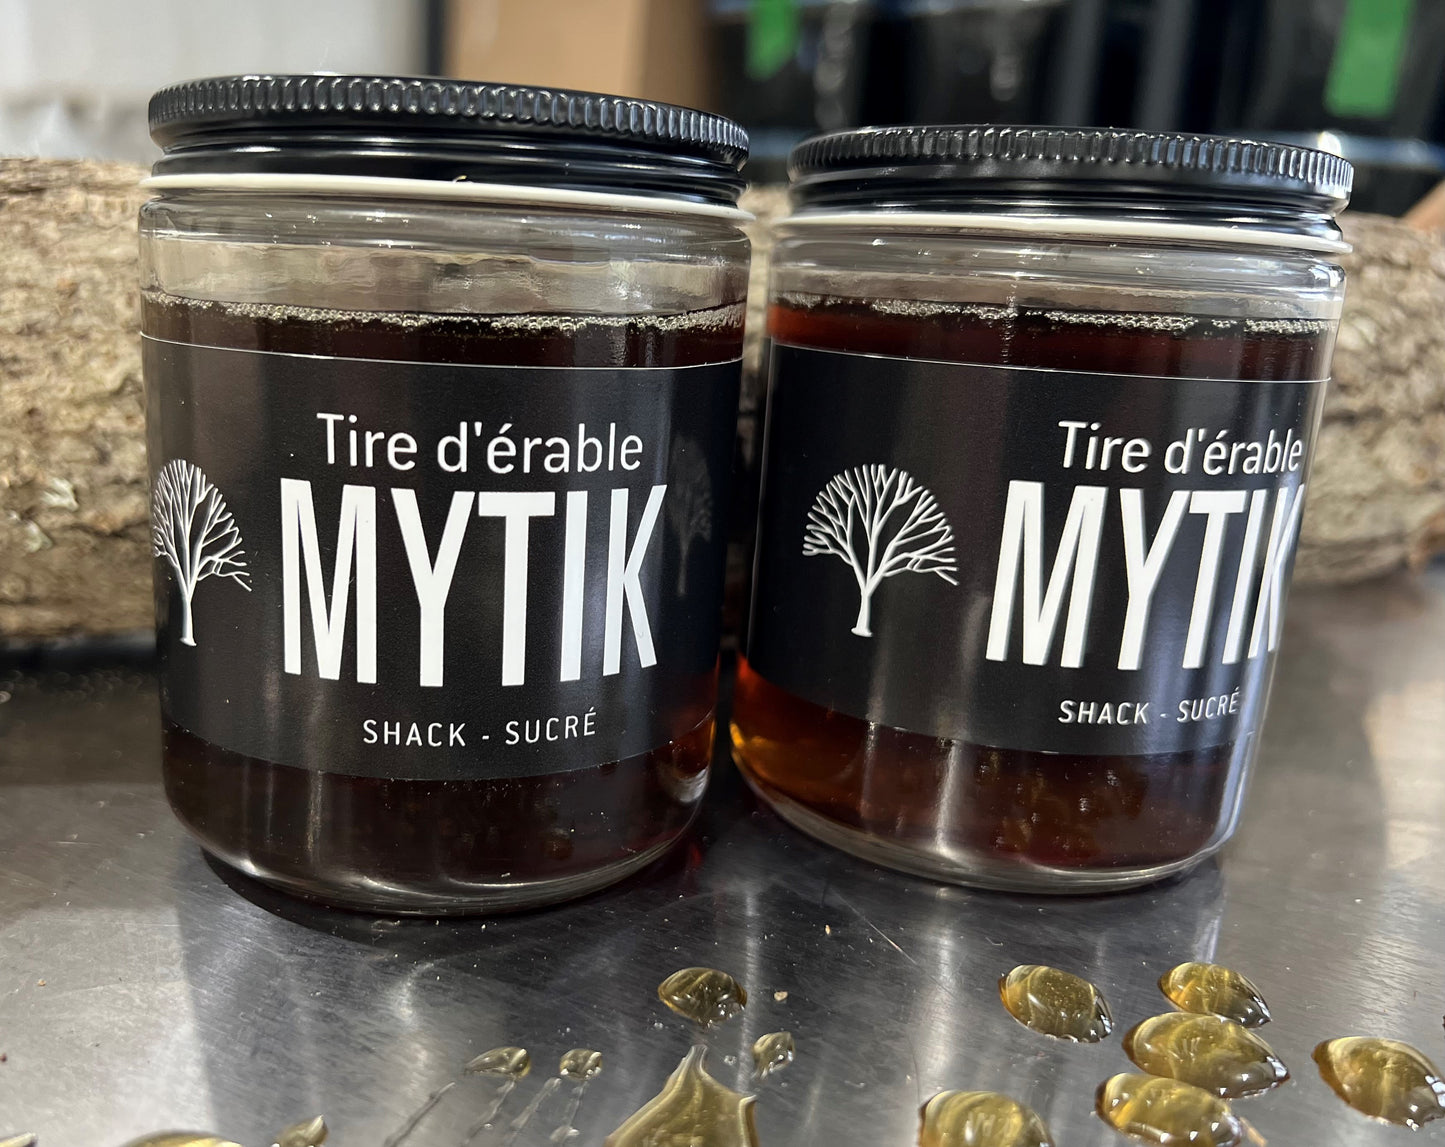 Tire d'érable
MYTIK
SHACK - SUCRÉ
Tire d'érable
MYTIK
SHACK - SUCRÉ